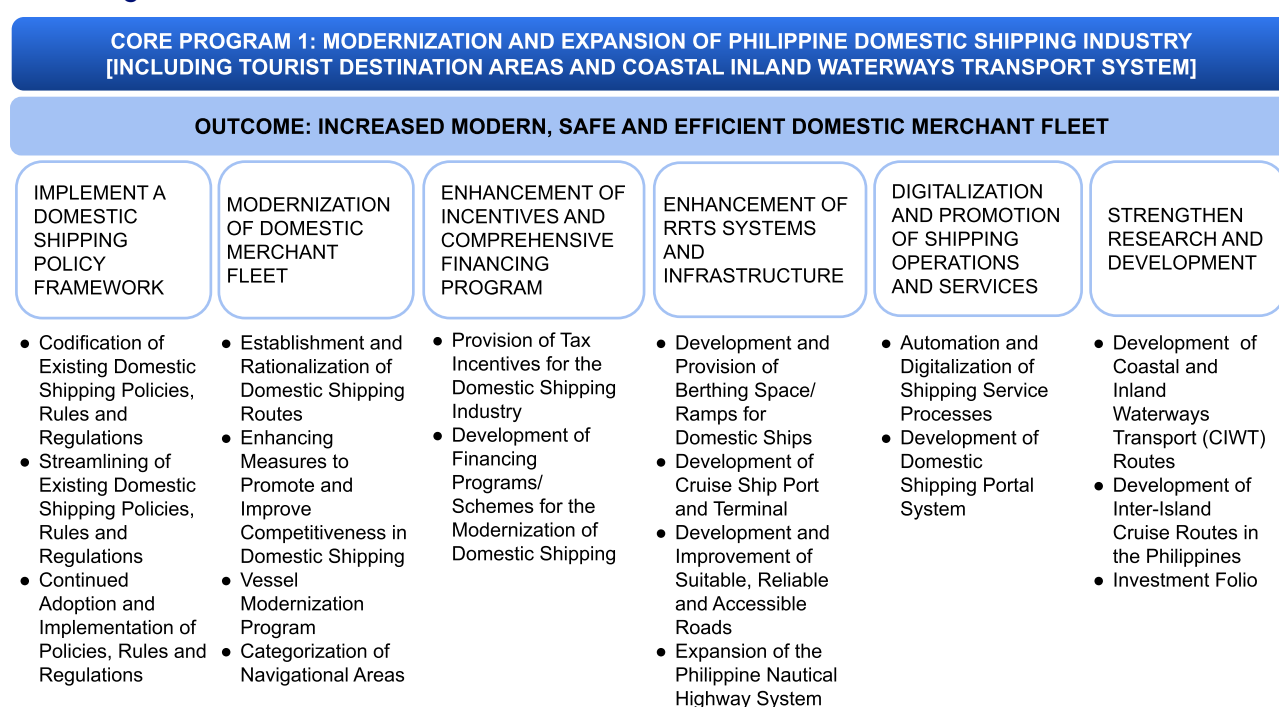 CORE PROGRAM 1: MODERNIZATION AND EXPANSION OF PHILIPPINE DOMESTIC SHIPPING INDUSTRY
[INCLUDING TOURIST DESTINATION AREAS AND COASTAL INLAND WATERWAYS TRANSPORT SYSTEM]
OUTCOME: INCREASED MODERN, SAFE AND EFFICIENT DOMESTIC MERCHANT FLEET
IMPLEMENT A
DOMESTIC
SHIPPING
POLICY
FRAMEWORK
● Codification of
Existing Domestic
Shipping Policies,
Rules and
Regulations
● Streamlining of
Existing Domestic
Shipping Policies,
Rules and
Regulations
● Continued
Adoption and
Implementation of
Policies, Rules and
Regulations
MODERNIZATION
OF DOMESTIC
MERCHANT
FLEET
● Establishment and
Rationalization of
Domestic Shipping
Routes
● Enhancing
Measures to
Promote and
Improve
Competitiveness in
Domestic Shipping
● Vessel
Modernization
Program
● Categorization of
Navigational Areas
ENHANCEMENT OF
INCENTIVES AND
COMPREHENSIVE
FINANCING
PROGRAM
● Provision of Tax
Incentives for the
Domestic Shipping
Industry
● Development of
Financing
Programs/
Schemes for the
Modernization of
Domestic Shipping
ENHANCEMENT OF
RRTS SYSTEMS
AND
INFRASTRUCTURE
● Development and
Provision of
Berthing Space/
Ramps for
Domestic Ships
● Development of
Cruise Ship Port
and Terminal
● Development and
Improvement of
Suitable, Reliable
and Accessible
Roads
● Expansion of the
Philippine Nautical
Highway System
DIGITALIZATION
AND PROMOTION
OF SHIPPING
OPERATIONS
AND SERVICES
● Automation and
Digitalization of
Shipping Service
Processes
● Development of
Domestic
Shipping Portal
System
STRENGTHEN
RESEARCH AND
DEVELOPMENT
● Development of
Coastal and
Inland
Waterways
Transport (CIWT)
Routes
● Development of
Inter-Island
Cruise Routes in
the Philippines
● Investment Folio